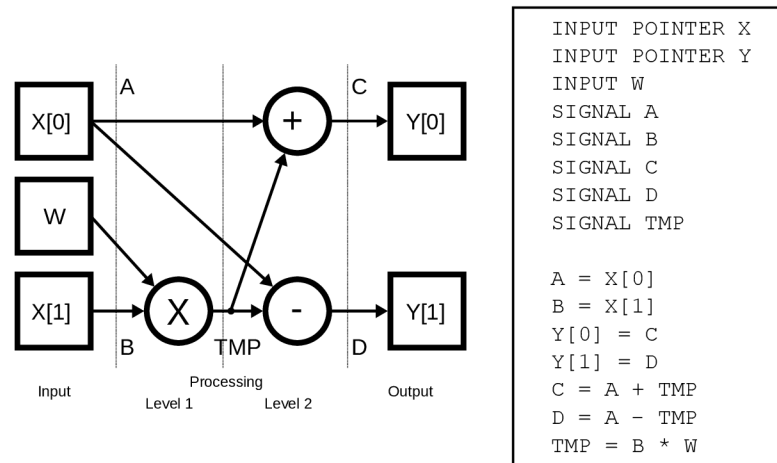 A
C
X[0]
+
Y[0]
W
X[1]
X
-
Y[1]
B
TMP
D
Input
Processing
Level 1
Level 2
Output
INPUT POINTER X
INPUT POINTER Y
INPUT W
SIGNAL A
SIGNAL B
SIGNAL C
SIGNAL D
SIGNAL TMP
A = X[0]
B = X[1]
Y[0] = C
Y[1] = D
C = A + TMP
D = A - TMP
TMP = B * W